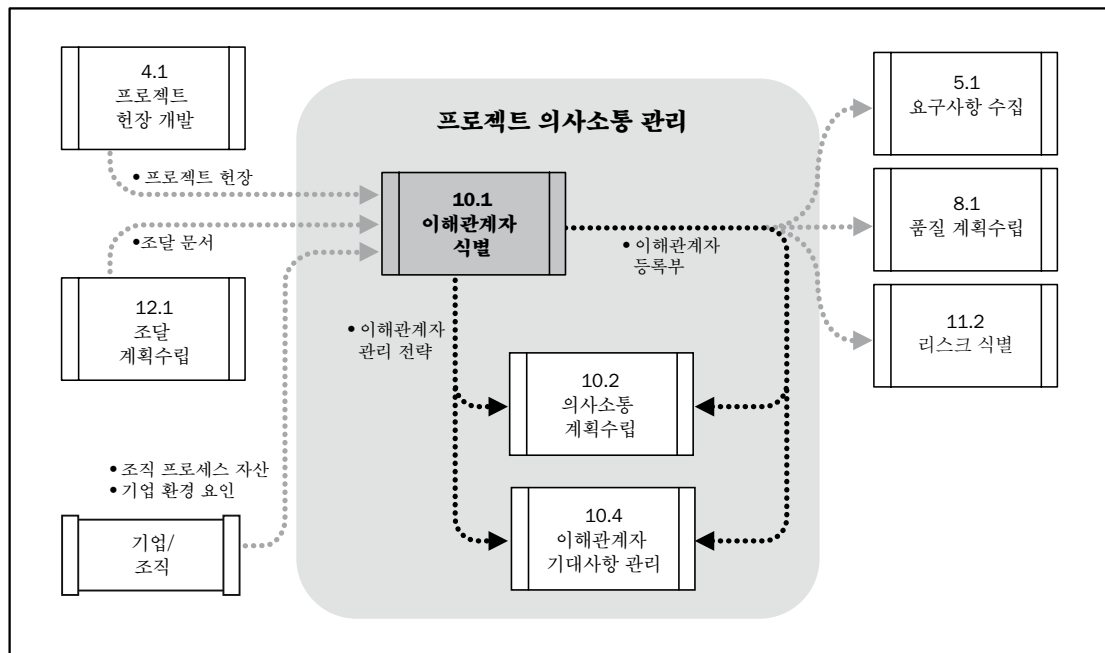 4.1
프로젝트
헌장 개발
• 프로젝트 헌장
• 조달 문서
12.1
조달
계획수립
• 조직 프로세스 자산
• 기업 환경 요인
기업/
조직
프로젝트 의사소통 관리
10.1
이해관계자
식별
• 이해관계자
등록부
• 이해관계자
관리 전략
10.2
의사소통
계획수립
10.4
이해관계자
기대사항 관리
5.1
요구사항 수집
8.1
품질 계획수립
11.2
리스크 식별